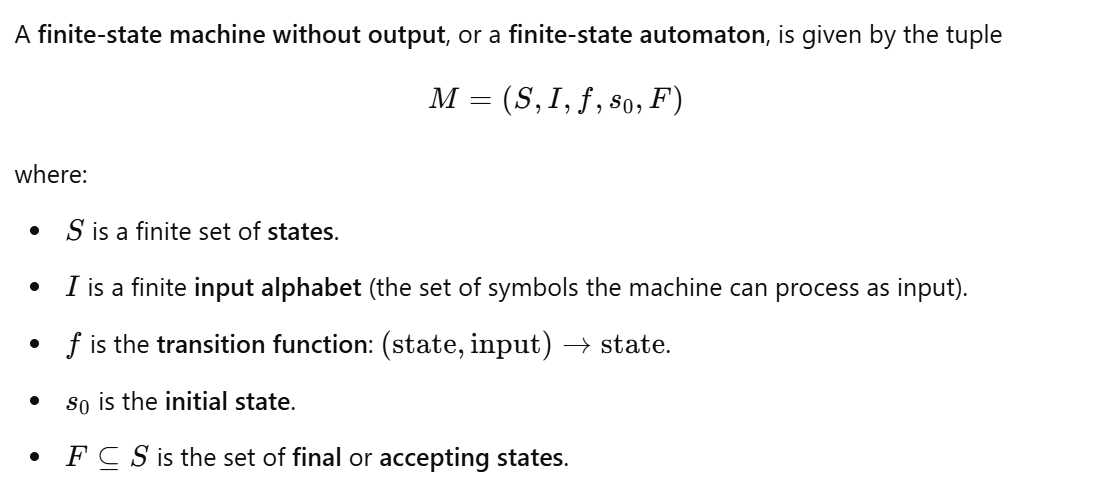 A finite-state machine without output, or a finite-state automaton, is given by the tuple
M = (S, I, f, s₀, F)
where:
• S is a finite set of states.
• I is a finite input alphabet (the set of symbols the machine can process as input).
• f is the transition function: (state, input) → state.
• s₀ is the initial state.
• F ⊆ S is the set of final or accepting states.